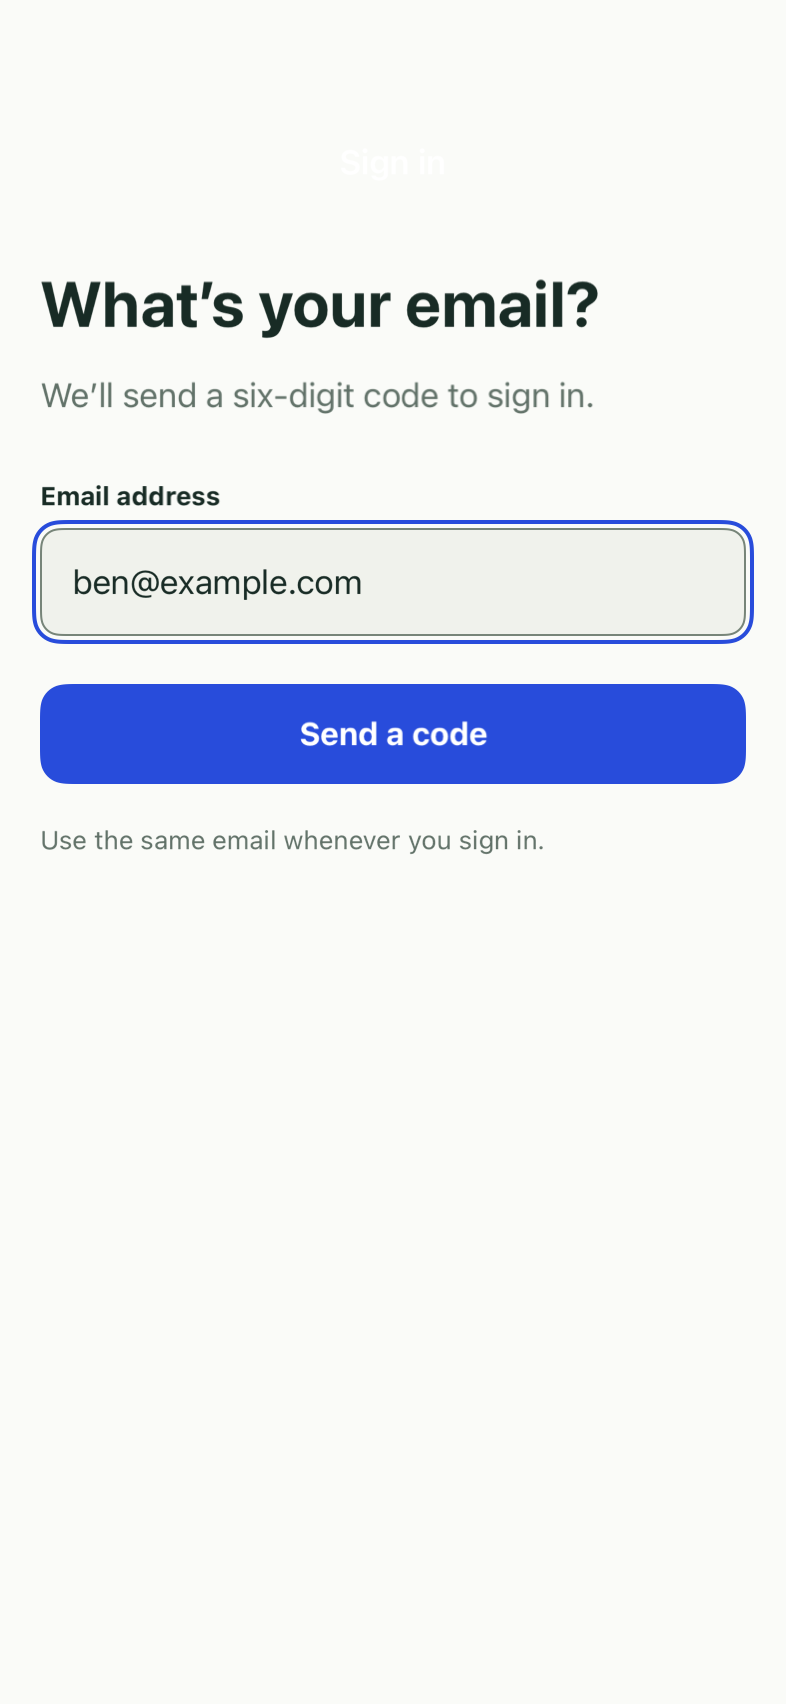 Sign in
What’s your email?
We’ll send a six-digit code to sign in.
Email address
ben@example.com
Send a code
Use the same email whenever you sign in.